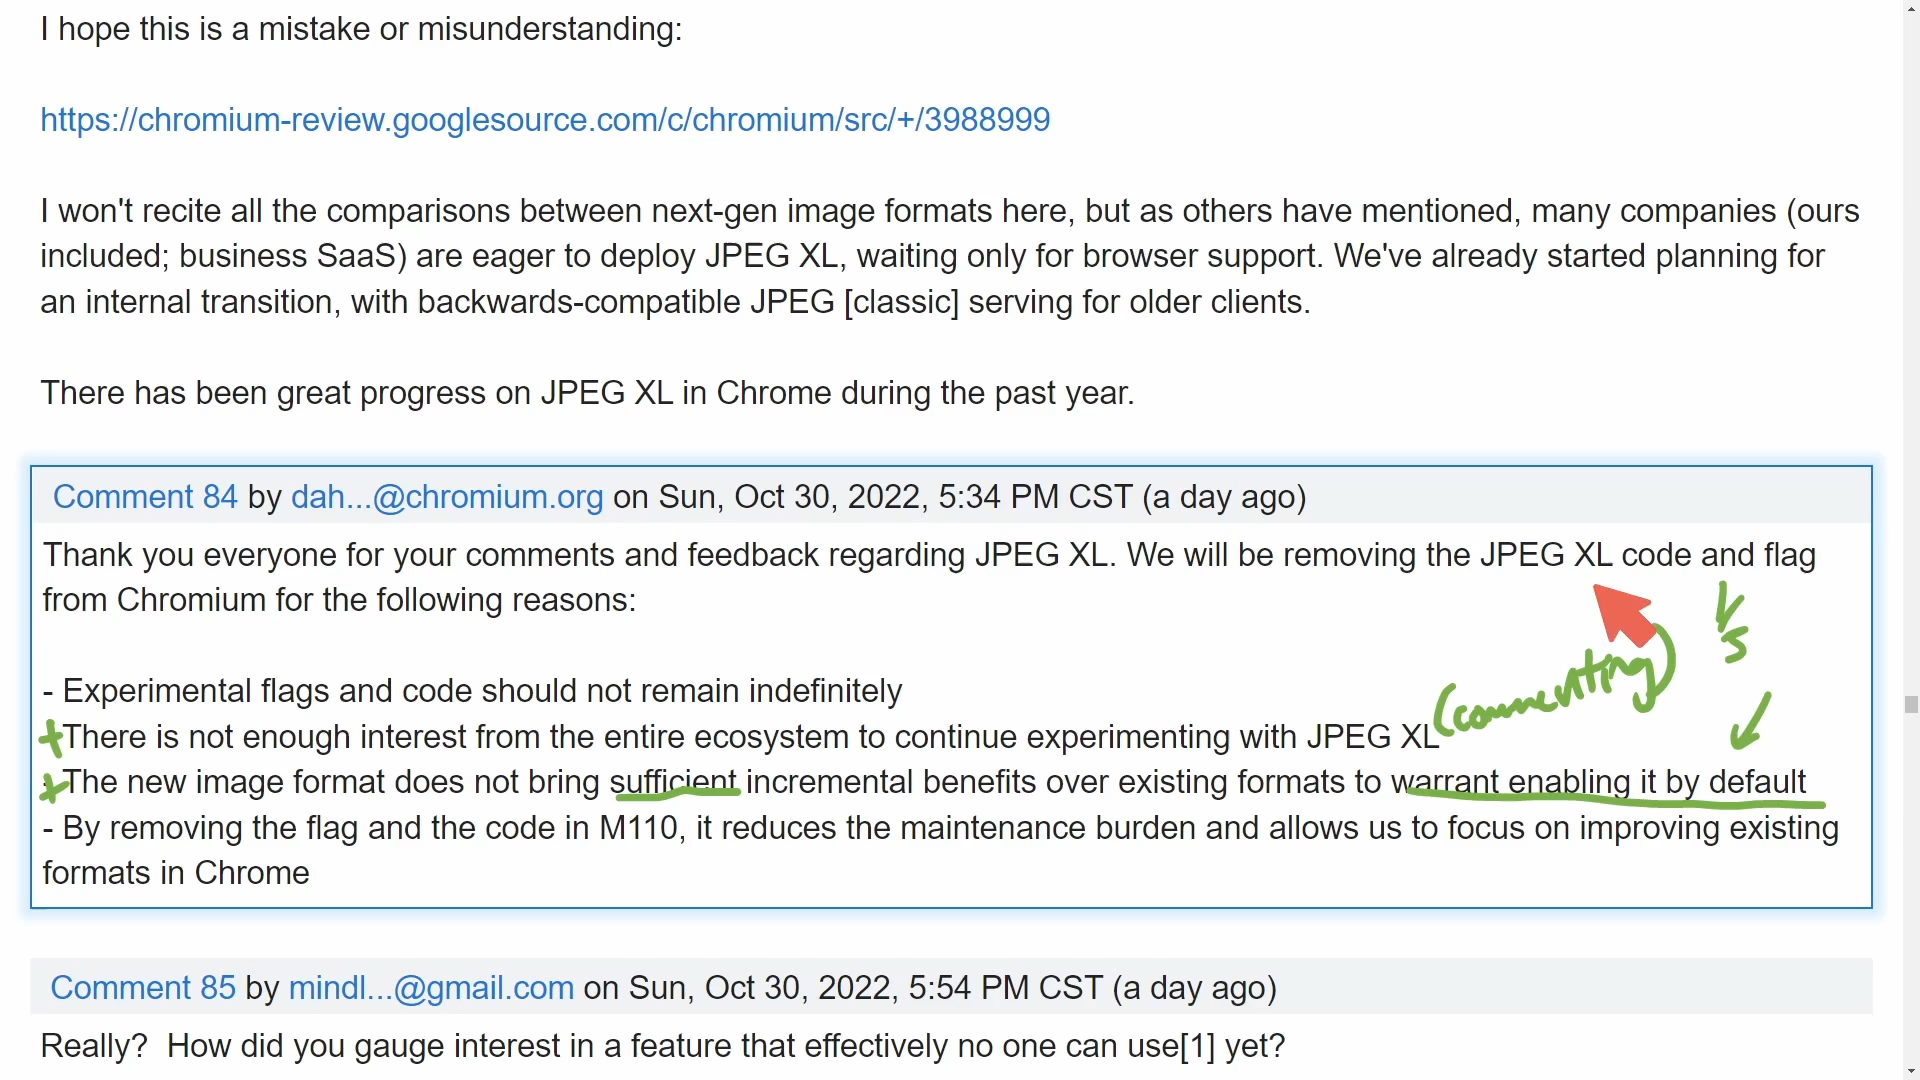 I hope this is a mistake or misunderstanding:
https://chromium-review.googlesource.com/c/chromium/src/+/3988999
I won't recite all the comparisons between next-gen image formats here, but as others have mentioned, many companies (ours
included; business SaaS) are eager to deploy JPEG XL, waiting only for browser support. We've already started planning for
an internal transition, with backwards-compatible JPEG [classic] serving for older clients.
There has been great progress on JPEG XL in Chrome during the past year.
Comment 84 by dah...@chromium.org on Sun, Oct 30, 2022, 5:34 PM CST (a day ago)
Thank you everyone for your comments and feedback regarding JPEG XL. We will be removing the JPEG XL code and flag
from Chromium for the following reasons:
- Experimental flags and code should not remain indefinitely
There is not enough interest from the entire ecosystem to continue experimenting with JPEG XL
(commenting)
The new image format does not bring sufficient incremental benefits over existing formats to warrant enabling it by default
- By removing the flag and the code in M110, it reduces the maintenance burden and allows us to focus on improving existing
formats in Chrome
Comment 85 by mindl...@gmail.com on Sun, Oct 30, 2022, 5:54 PM CST (a day ago)
Really?  How did you gauge interest in a feature that effectively no one can use[1] yet?